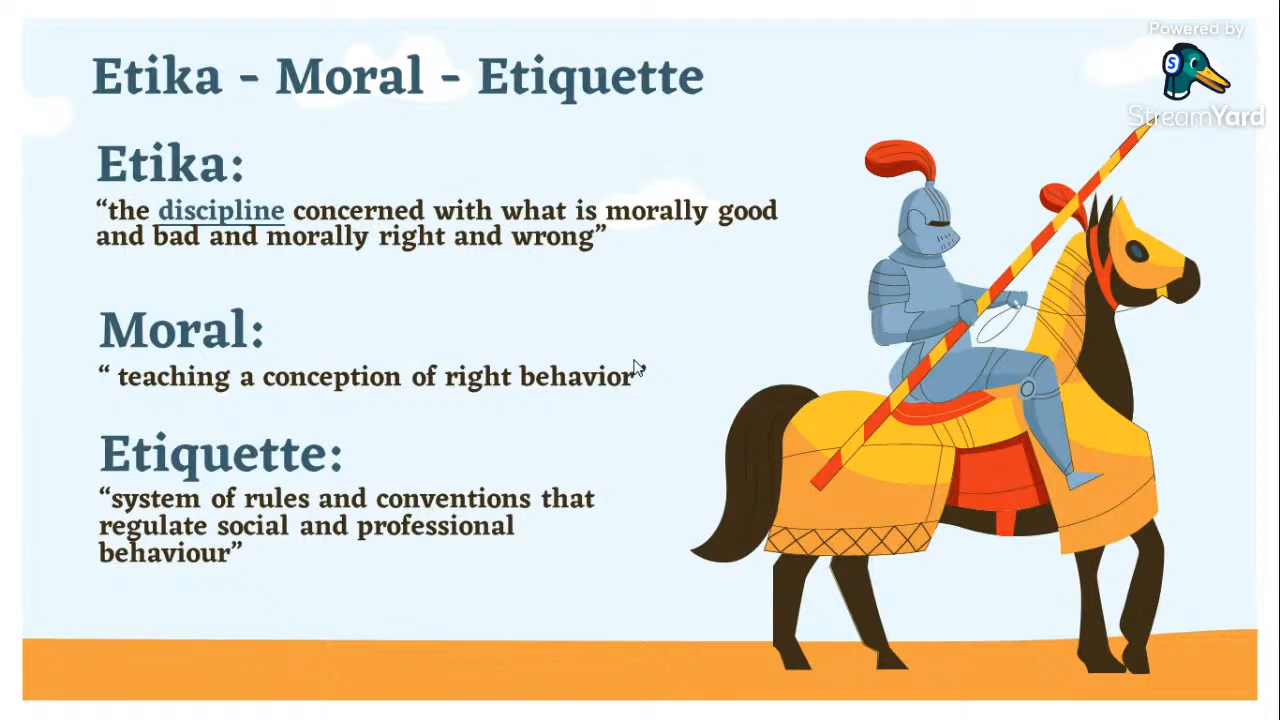 Powered by
StreamYard
Etika - Moral - Etiquette
Etika:
“the discipline concerned with what is morally good
and bad and morally right and wrong”
Moral:
“ teaching a conception of right behavior”
Etiquette:
“system of rules and conventions that
regulate social and professional
behaviour”